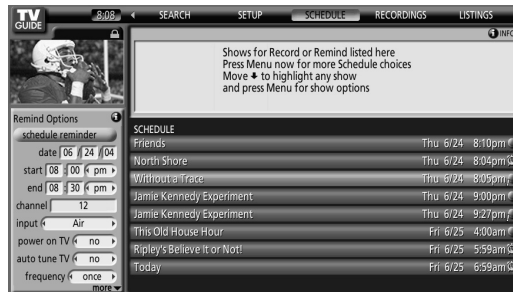 TV
GUIDE
8:08
SEARCH SETUP SCHEDULE RECORDINGS LISTINGS
INFO
Shows for Record or Remind listed here
Press Menu now for more Schedule choices
Move to highlight any show
and press Menu for show options
Remind Options
schedule reminder
date 06 / 24 / 04
start 08 : 00 pm
end 08 : 30 pm
channel 12
input Air
power on TV no
auto tune TV no
frequency once
more
SCHEDULE
Friends Thu 6/24 8:10pm
North Shore Thu 6/24 8:04pm
Without a Trace Thu 6/24 8:05pm
Jamie Kennedy Experiment Thu 6/24 9:00pm
Jamie Kennedy Experiment Thu 6/24 9:27pm
This Old House Hour Fri 6/25 4:00am
Ripley's Believe It or Not! Fri 6/25 5:59am
Today Fri 6/25 6:59am